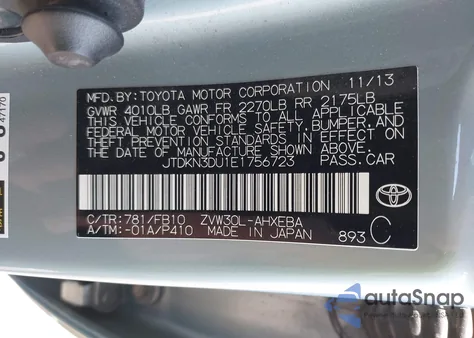 MFD.BY:TOYOTA MOTOR CORPORATION 11/13
GVWR 4010LB GAWR FR 2270LB RR 2175LB
THIS VEHICLE CONFORMS TO ALL APPLICABLE
FEDERAL MOTOR VEHICLE SAFETY, BUMPER, AND
THEFT PREVENTION STANDARDS IN EFFECT ON
THE DATE OF MANUFACTURE SHOWN ABOVE.
JTDKN3DU1E1756723
C/TR:781/FB10 ZVW30L-AHXEBA
A/TM:-01A/P410 MADE IN JAPAN 893 C
47170
autoSnap